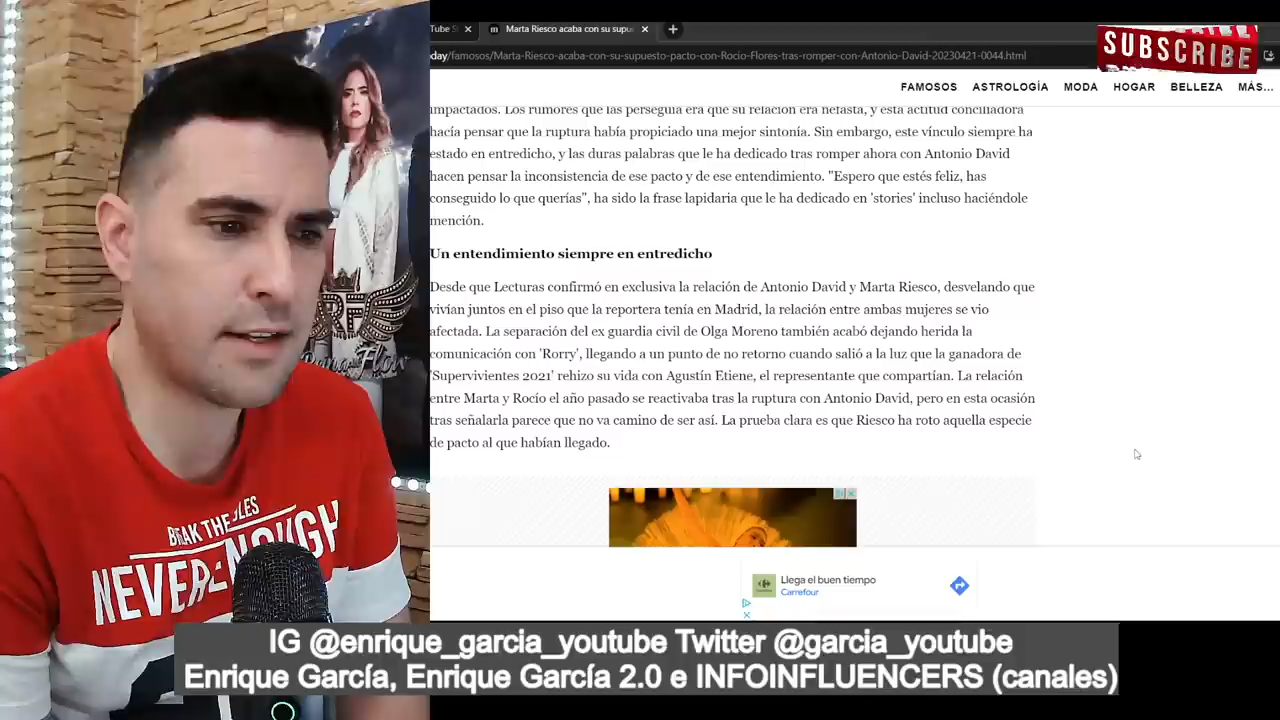 Tube S
Marta Riesco acaba con su supu
day/famosos/Marta-Riesco-acaba-con-su-supuesto-pacto-con-Rocio-Flores-tras-romper-con-Antonio-David-20230421-0044.html
SUBSCRIBE
FAMOSOS ASTROLOGÍA MODA HOGAR BELLEZA MÁS...
impactados. Los rumores que las perseguía era que su relación era nefasta, y esta actitud conciliadora
hacía pensar que la ruptura había propiciado una mejor sintonía. Sin embargo, este vínculo siempre ha
estado en entredicho, y las duras palabras que le ha dedicado tras romper ahora con Antonio David
hacen pensar la inconsistencia de ese pacto y de ese entendimiento. "Espero que estés feliz, has
conseguido lo que querías", ha sido la frase lapidaria que le ha dedicado en 'stories' incluso haciéndole
mención.
Un entendimiento siempre en entredicho
Desde que Lecturas confirmó en exclusiva la relación de Antonio David y Marta Riesco, desvelando que
vivían juntos en el piso que la reportera tenía en Madrid, la relación entre ambas mujeres se vio
afectada. La separación del ex guardia civil de Olga Moreno también acabó dejando herida la
comunicación con 'Rorry', llegando a un punto de no retorno cuando salió a la luz que la ganadora de
'Supervivientes 2021' rehizo su vida con Agustín Etiene, el representante que compartían. La relación
entre Marta y Rocío el año pasado se reactivaba tras la ruptura con Antonio David, pero en esta ocasión
tras señalarla parece que no va camino de ser así. La prueba clara es que Riesco ha roto aquella especie
de pacto al que habían llegado.
Llega el buen tiempo
Carrefour
RF
Flow
BREAK THE RULES
NEVER ENOUGH
IG @enrique_garcia_youtube Twitter @garcia_youtube
Enrique García, Enrique García 2.0 e INFOINFLUENCERS (canales)